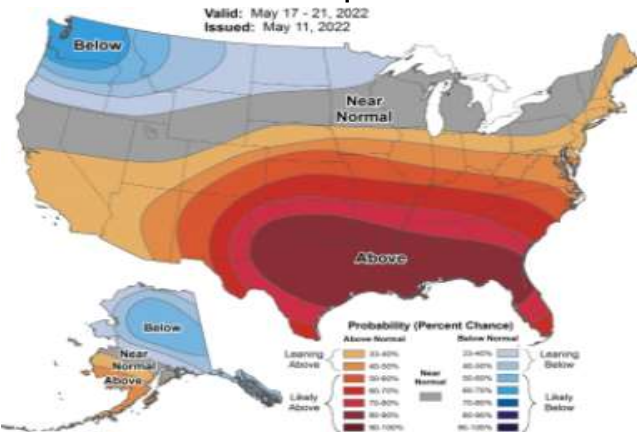 Valid: May 17 - 21, 2022
Issued: May 11, 2022
Below
Near
Normal
Above
Below
Near
Normal
Above
Probability (Percent Chance)
Above Normal
Below Normal
Leaning
Above
Likely
Above
33-40%
40-50%
50-60%
60-70%
70-80%
80-90%
90-100%
Near
Normal
33-40%
40-50%
50-60%
60-70%
70-80%
80-90%
90-100%
Leaning
Below
Likely
Below